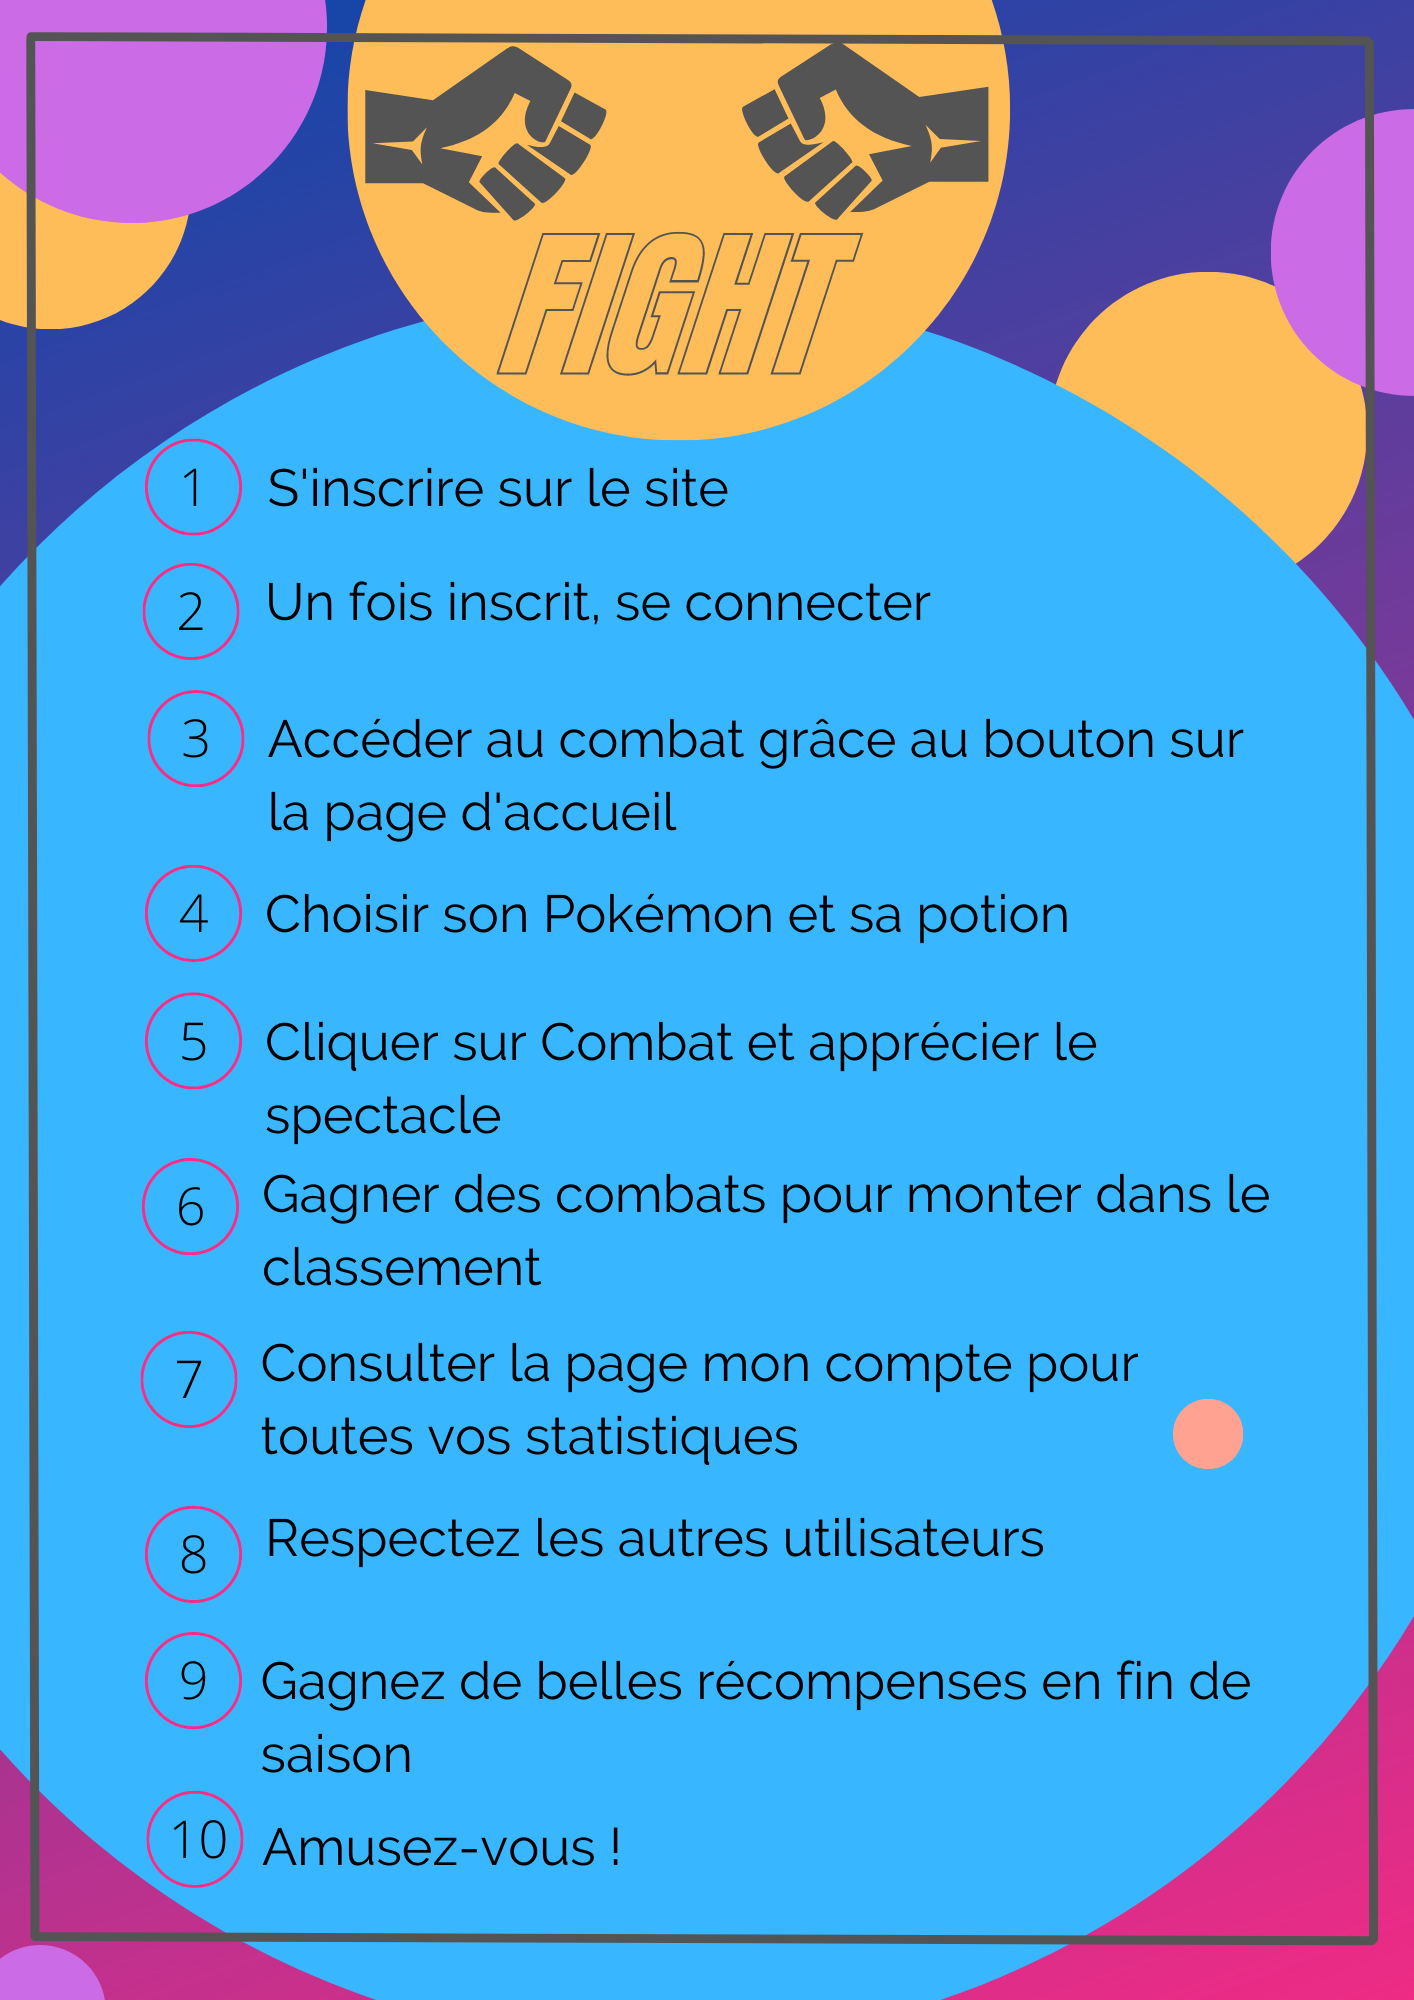 FIGHT
1 S'inscrire sur le site
2 Un fois inscrit, se connecter
3 Accéder au combat grâce au bouton sur
la page d'accueil
4 Choisir son Pokémon et sa potion
5 Cliquer sur Combat et apprécier le
spectacle
6 Gagner des combats pour monter dans le
classement
7 Consulter la page mon compte pour
toutes vos statistiques
8 Respectez les autres utilisateurs
9 Gagnez de belles récompenses en fin de
saison
10 Amusez-vous !